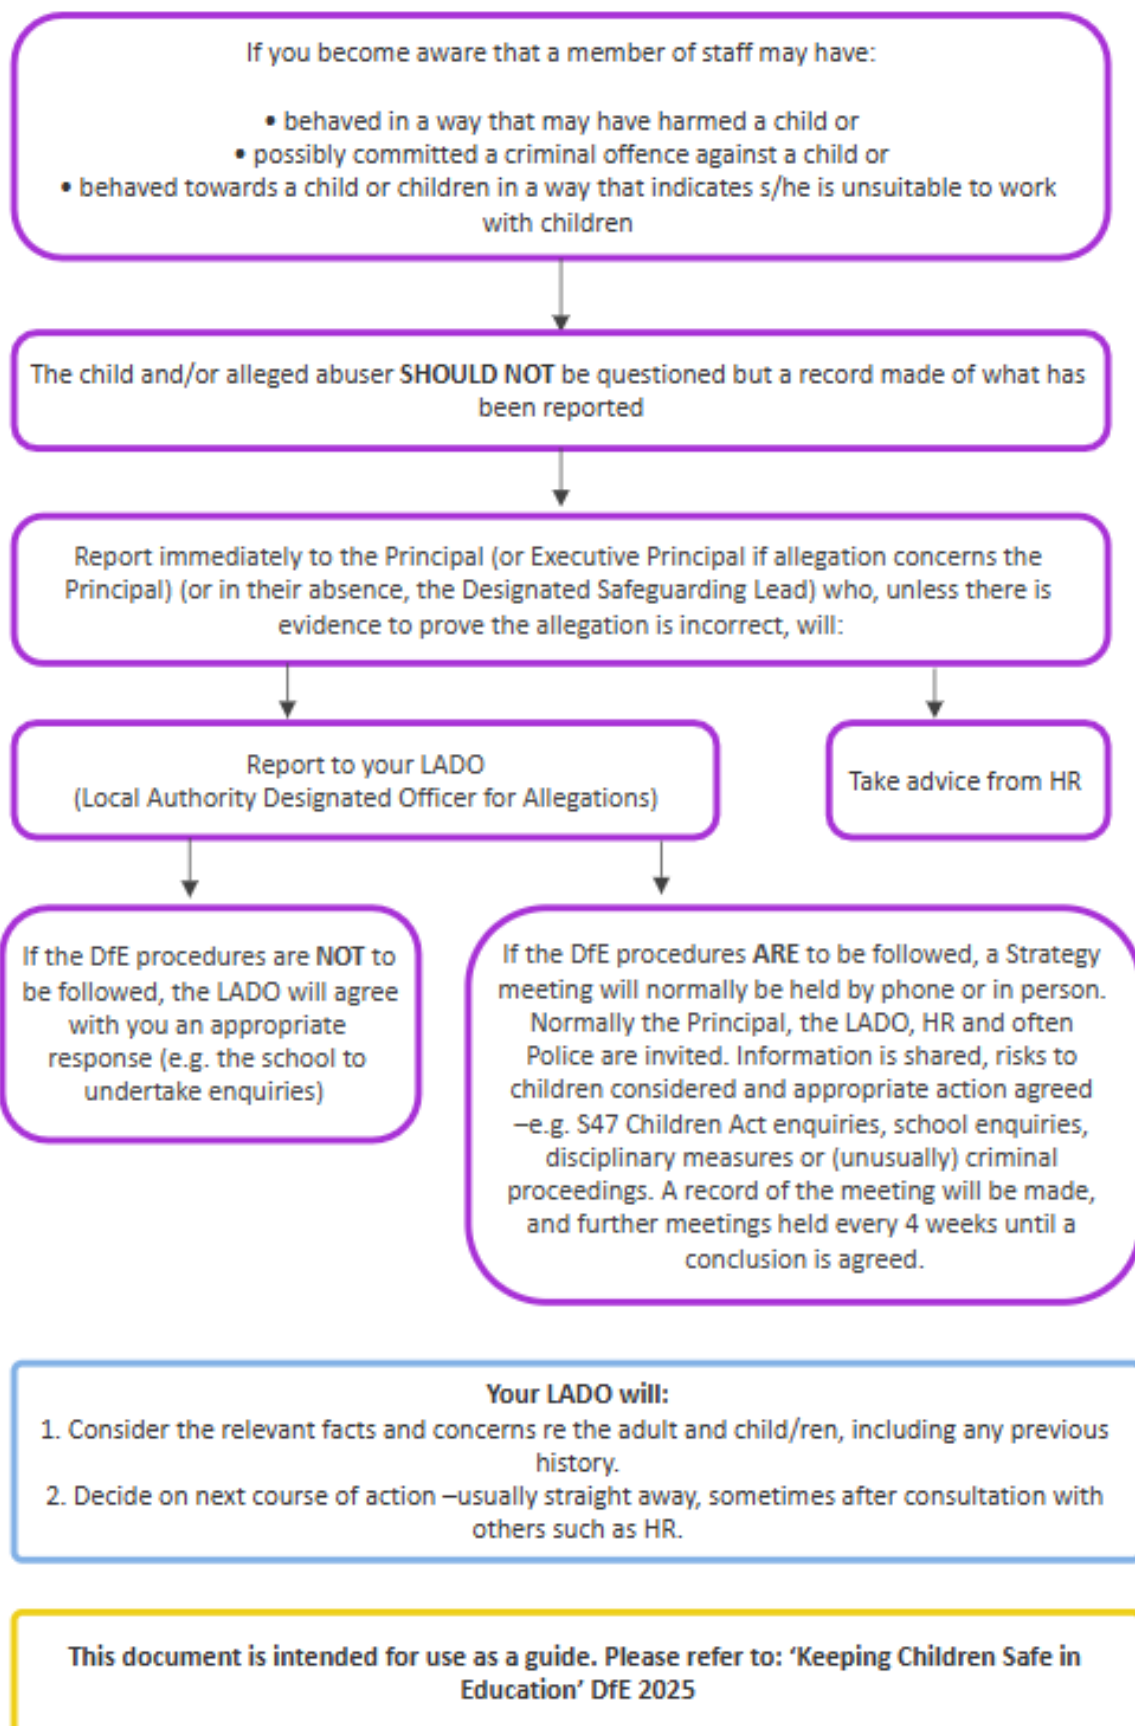 If you become aware that a member of staff may have:
• behaved in a way that may have harmed a child or
• possibly committed a criminal offence against a child or
• behaved towards a child or children in a way that indicates s/he is unsuitable to work
with children
The child and/or alleged abuser SHOULD NOT be questioned but a record made of what has
been reported
Report immediately to the Principal (or Executive Principal if allegation concerns the
Principal) (or in their absence, the Designated Safeguarding Lead) who, unless there is
evidence to prove the allegation is incorrect, will:
Report to your LADO
(Local Authority Designated Officer for Allegations)
Take advice from HR
If the DfE procedures are NOT to
be followed, the LADO will agree
with you an appropriate
response (e.g. the school to
undertake enquiries)
If the DfE procedures ARE to be followed, a Strategy
meeting will normally be held by phone or in person.
Normally the Principal, the LADO, HR and often
Police are invited. Information is shared, risks to
children considered and appropriate action agreed
–e.g. S47 Children Act enquiries, school enquiries,
disciplinary measures or (unusually) criminal
proceedings. A record of the meeting will be made,
and further meetings held every 4 weeks until a
conclusion is agreed.
Your LADO will:
1. Consider the relevant facts and concerns re the adult and child/ren, including any previous
history.
2. Decide on next course of action –usually straight away, sometimes after consultation with
others such as HR.
This document is intended for use as a guide. Please refer to: ‘Keeping Children Safe in
Education’ DfE 2025